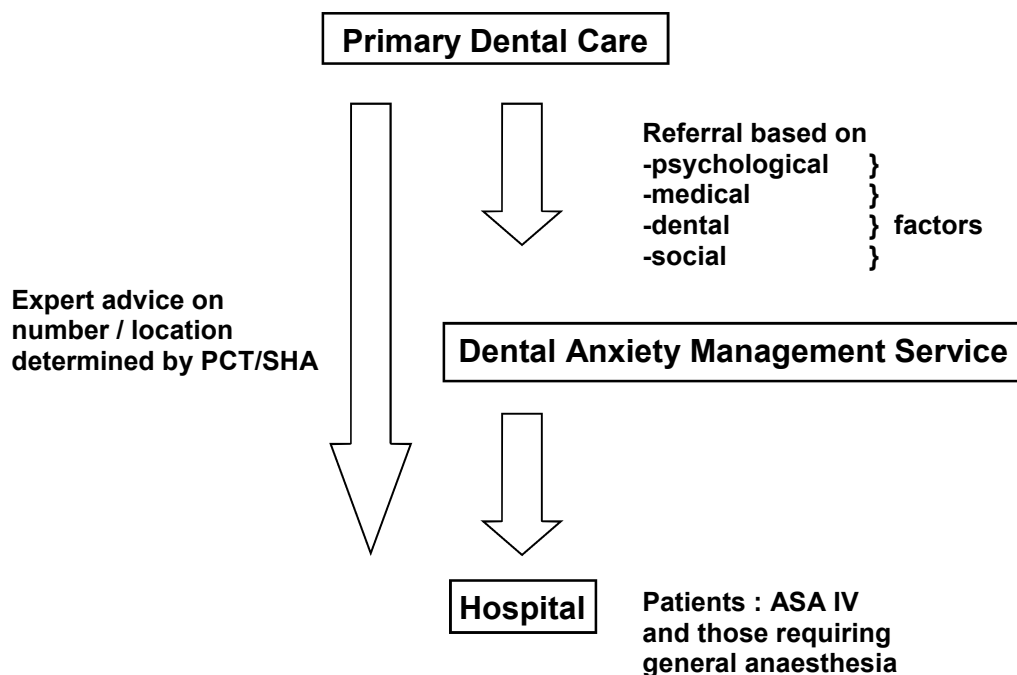 Primary Dental Care
Referral based on
-psychological }
-medical }
-dental } factors
-social }
Expert advice on
number / location
determined by PCT/SHA
Dental Anxiety Management Service
Hospital
Patients : ASA IV
and those requiring
general anaesthesia